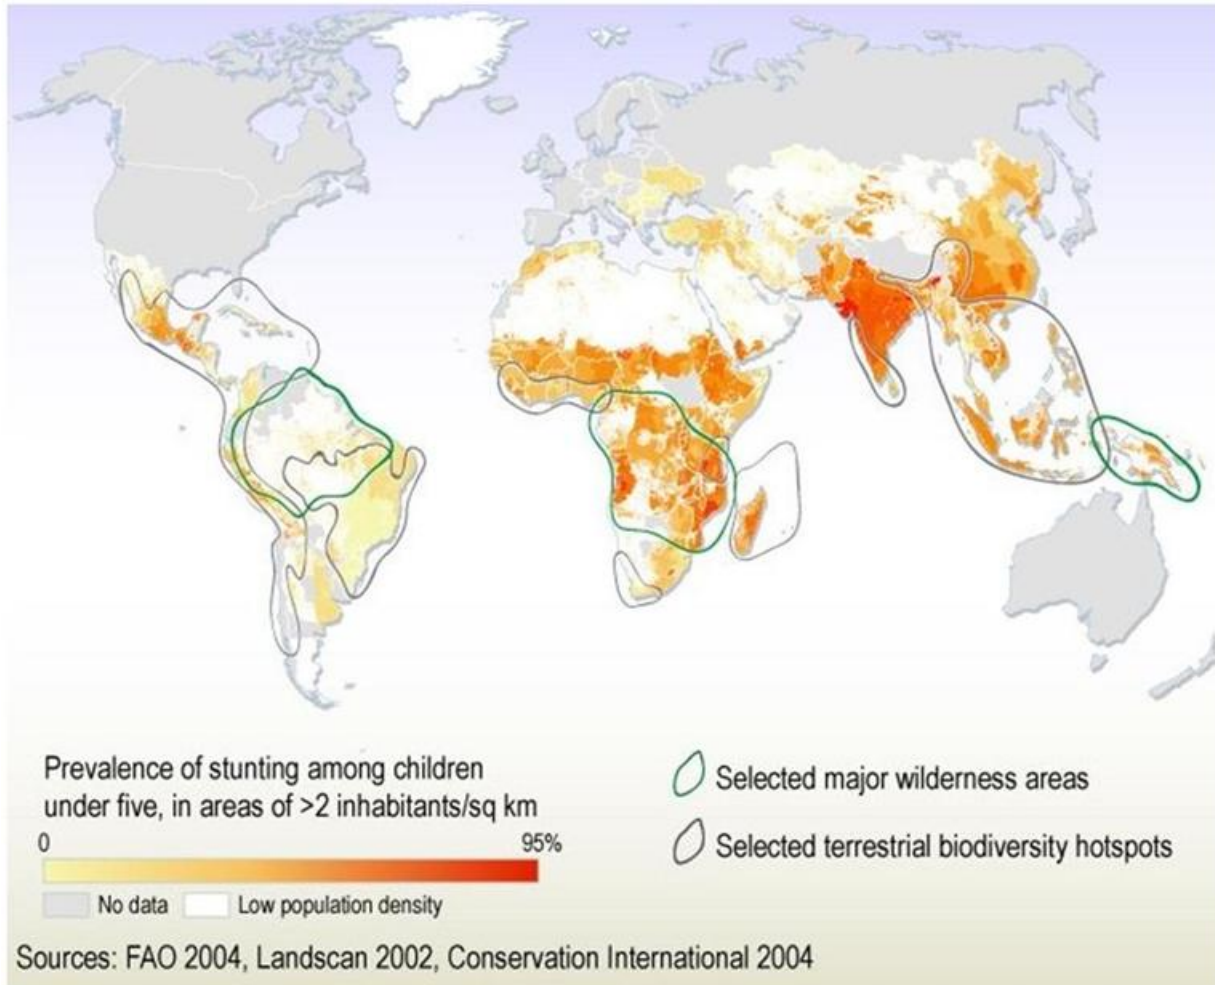 Prevalence of stunting among children
under five, in areas of >2 inhabitants/sq km
0 95%
No data Low population density
Selected major wilderness areas
Selected terrestrial biodiversity hotspots
Sources: FAO 2004, Landscan 2002, Conservation International 2004